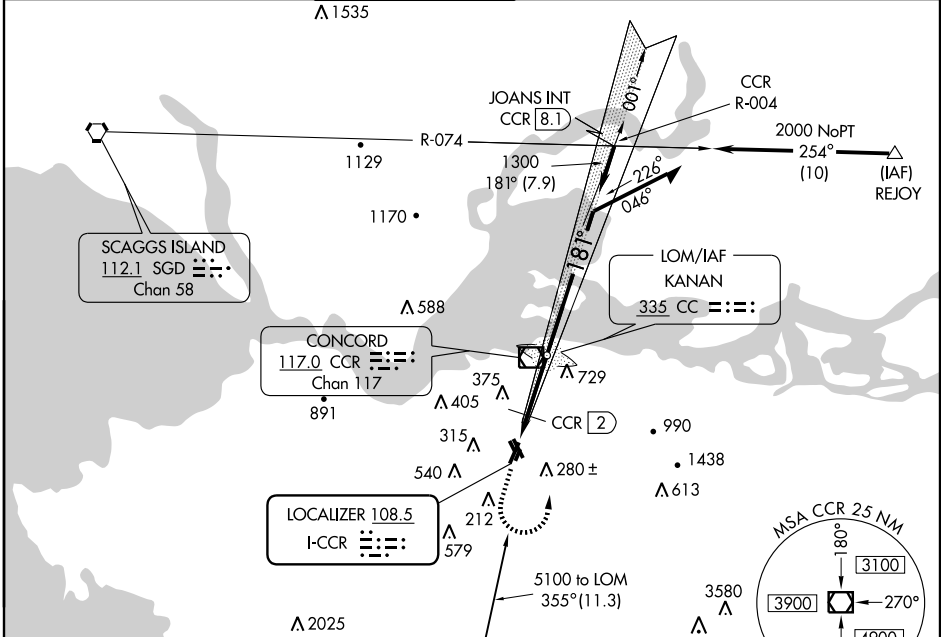 1535
JOANS INT
CCR 8.1
001°
CCR
R-004
R-074
1129
1300
181° (7.9)
2000 NoPT
254°
(10)
(IAF)
REJOY
226°
046°
1170
181°
SCAGGS ISLAND
112.1 SGD
Chan 58
LOM/IAF
KANAN
335 CC
588
CONCORD
117.0 CCR
Chan 117
729
375
405
891
CCR 2
990
315
1438
540
280 ±
613
LOCALIZER 108.5
I-CCR
212
579
MSA CCR 25 NM
180°
3100
5100 to LOM
355° (11.3)
3580
3900
270°
2025